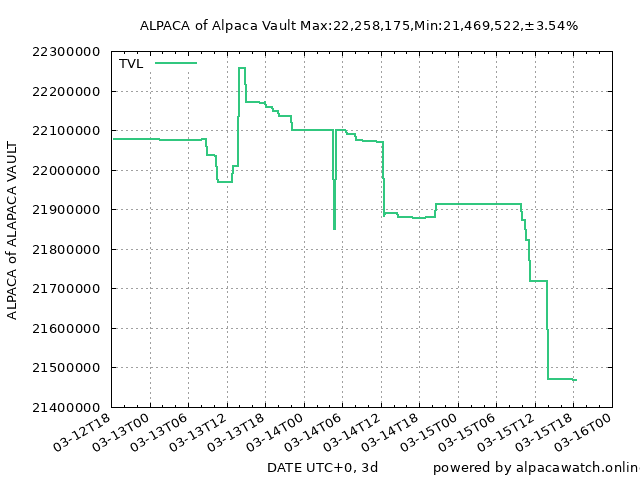 ALPACA of Alpaca Vault Max:22,258,175,Min:21,469,522,±3.54%
TVL
ALPACA of ALAPACA VAULT
22300000
22200000
22100000
22000000
21900000
21800000
21700000
21600000
21500000
21400000
03-12T18
03-13T00
03-13T06
03-13T12
03-13T18
03-14T00
03-14T06
03-14T12
03-14T18
03-15T00
03-15T06
03-15T12
03-15T18
03-16T00
DATE UTC+0, 3d
powered by alpacawatch.online